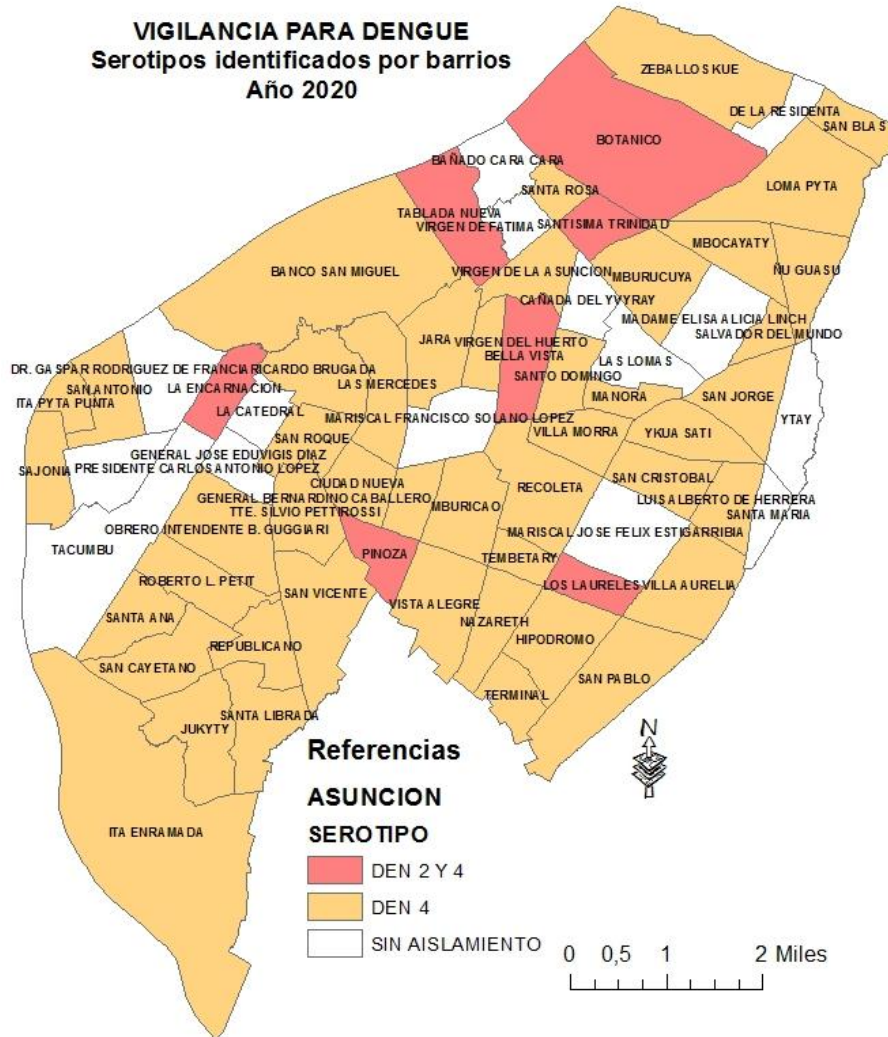 VIGILANCIA PARA DENGUE
Serotipos identificados por barrios
Año 2020
ZEBALLOS KUE
DE LA RESIDENTA
SAN BLAS
BOTANICO
BAÑADO CARA CARA
SANTA ROSA
LOMA PYTA
TABLADA NUEVA
VIRGEN DE FATIMA
SANTISIMA TRINIDAD
MBOCAYATY
BANCO SAN MIGUEL
VIRGEN DE LA ASUNCION
MBURUCUYA
ÑU GUASU
CAÑADA DEL YVYRAY
MADAME ELISA ALICIA LINCH
SALVADOR DEL MUNDO
JARA
VIRGEN DEL HUERTO
BELLA VISTA
LAS LOMAS
DR. GASPAR RODRIGUEZ DE FRANCIA
RICARDO BRUGADA
SANTO DOMINGO
SAN ANTONIO
LA ENCARNACION
LAS MERCEDES
MANORA
SAN JORGE
ITA PYTA PUNTA
LA CATEDRAL
MARISCAL FRANCISCO SOLANO LOPEZ
YTAY
SAN ROQUE
VILLA MORRA
YKUA SATI
GENERAL JOSE EDUVIGIS DIAZ
SAJONIA
PRESIDENTE CARLOS ANTONIO LOPEZ
CIUDAD NUEVA
RECOLETA
SAN CRISTOBAL
GENERAL BERNARDINO CABALLERO
LUIS ALBERTO DE HERRERA
TTE. SILVIO PETTIROSSI
MBURICAO
SANTA MARIA
OBRERO INTENDENTE B. GUGGIARI
MARISCAL JOSE FELIX ESTIGARRIBIA
TACUMBU
PINOZA
TEMBETARY
ROBERTO L. PETIT
SAN VICENTE
LOS LAURELES
VILLA AURELIA
VISTA ALEGRE
SANTA ANA
NAZARETH
REPUBLICANO
HIPODROMO
SAN CAYETANO
SAN PABLO
TERMINAL
SANTA LIBRADA
JUKYTY
N
ITA ENRAMADA
Referencias
ASUNCION
SEROTIPO
DEN 2 Y 4
DEN 4
SIN AISLAMIENTO
0 0,5 1 2 Miles